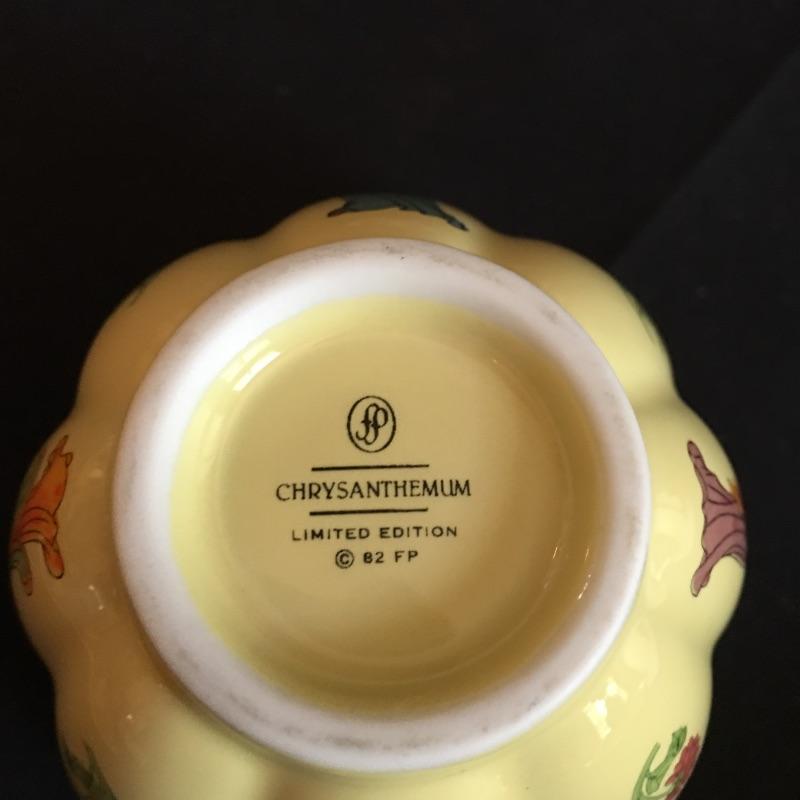 FP
CHRYSANTHEMUM
LIMITED EDITION
© 82 FP